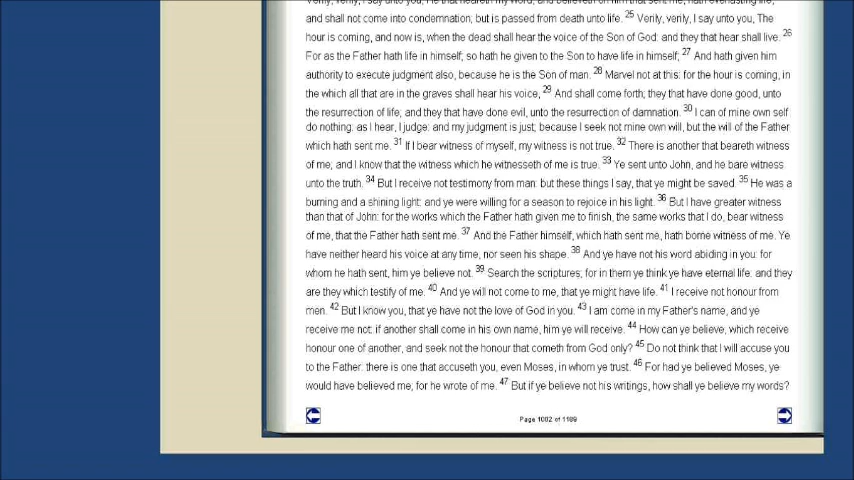 Verily, verily, I say unto you, He that heareth my word, and believeth on him that sent me, hath everlasting life,
and shall not come into condemnation; but is passed from death unto life. 25 Verily, verily, I say unto you, The
hour is coming, and now is, when the dead shall hear the voice of the Son of God: and they that hear shall live. 26
For as the Father hath life in himself; so hath he given to the Son to have life in himself; 27 And hath given him
authority to execute judgment also, because he is the Son of man. 28 Marvel not at this: for the hour is coming, in
the which all that are in the graves shall hear his voice, 29 And shall come forth; they that have done good, unto
the resurrection of life; and they that have done evil, unto the resurrection of damnation. 30 I can of mine own self
do nothing: as I hear, I judge: and my judgment is just; because I seek not mine own will, but the will of the Father
which hath sent me. 31 If I bear witness of myself, my witness is not true. 32 There is another that beareth witness
of me; and I know that the witness which he witnesseth of me is true. 33 Ye sent unto John, and he bare witness
unto the truth. 34 But I receive not testimony from man: but these things I say, that ye might be saved. 35 He was a
burning and a shining light: and ye were willing for a season to rejoice in his light. 36 But I have greater witness
than that of John: for the works which the Father hath given me to finish, the same works that I do, bear witness
of me, that the Father hath sent me. 37 And the Father himself, which hath sent me, hath borne witness of me. Ye
have neither heard his voice at any time, nor seen his shape. 38 And ye have not his word abiding in you: for
whom he hath sent, him ye believe not. 39 Search the scriptures; for in them ye think ye have eternal life: and they
are they which testify of me. 40 And ye will not come to me, that ye might have life. 41 I receive not honour from
men. 42 But I know you, that ye have not the love of God in you. 43 I am come in my Father's name, and ye
receive me not: if another shall come in his own name, him ye will receive. 44 How can ye believe, which receive
honour one of another, and seek not the honour that cometh from God only? 45 Do not think that I will accuse you
to the Father: there is one that accuseth you, even Moses, in whom ye trust. 46 For had ye believed Moses, ye
would have believed me; for he wrote of me. 47 But if ye believe not his writings, how shall ye believe my words?
Page 1002 of 1189